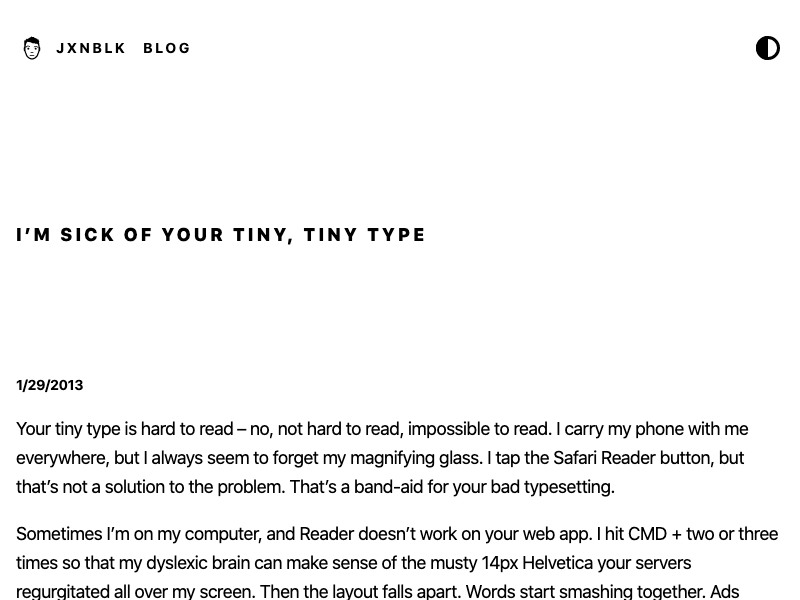 JXNBLK BLOG
I’M SICK OF YOUR TINY, TINY TYPE
1/29/2013
Your tiny type is hard to read – no, not hard to read, impossible to read. I carry my phone with me
everywhere, but I always seem to forget my magnifying glass. I tap the Safari Reader button, but
that’s not a solution to the problem. That’s a band-aid for your bad typesetting.
Sometimes I’m on my computer, and Reader doesn’t work on your web app. I hit CMD + two or three
times so that my dyslexic brain can make sense of the musty 14px Helvetica your servers
regurgitated all over my screen. Then the layout falls apart. Words start smashing together. Ads